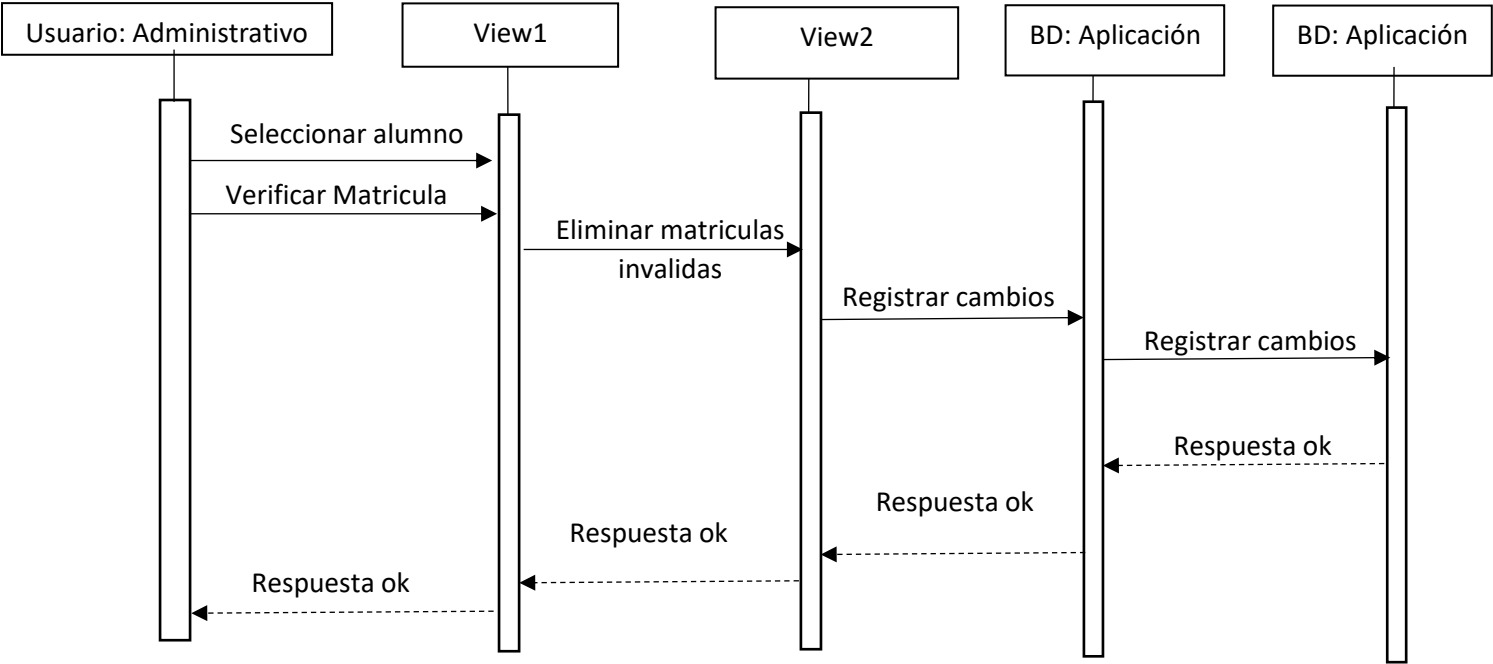 Usuario: Administrativo
View1
View2
BD: Aplicación
BD: Aplicación
Seleccionar alumno
Verificar Matricula
Eliminar matriculas
invalidas
Registrar cambios
Registrar cambios
Respuesta ok
Respuesta ok
Respuesta ok
Respuesta ok